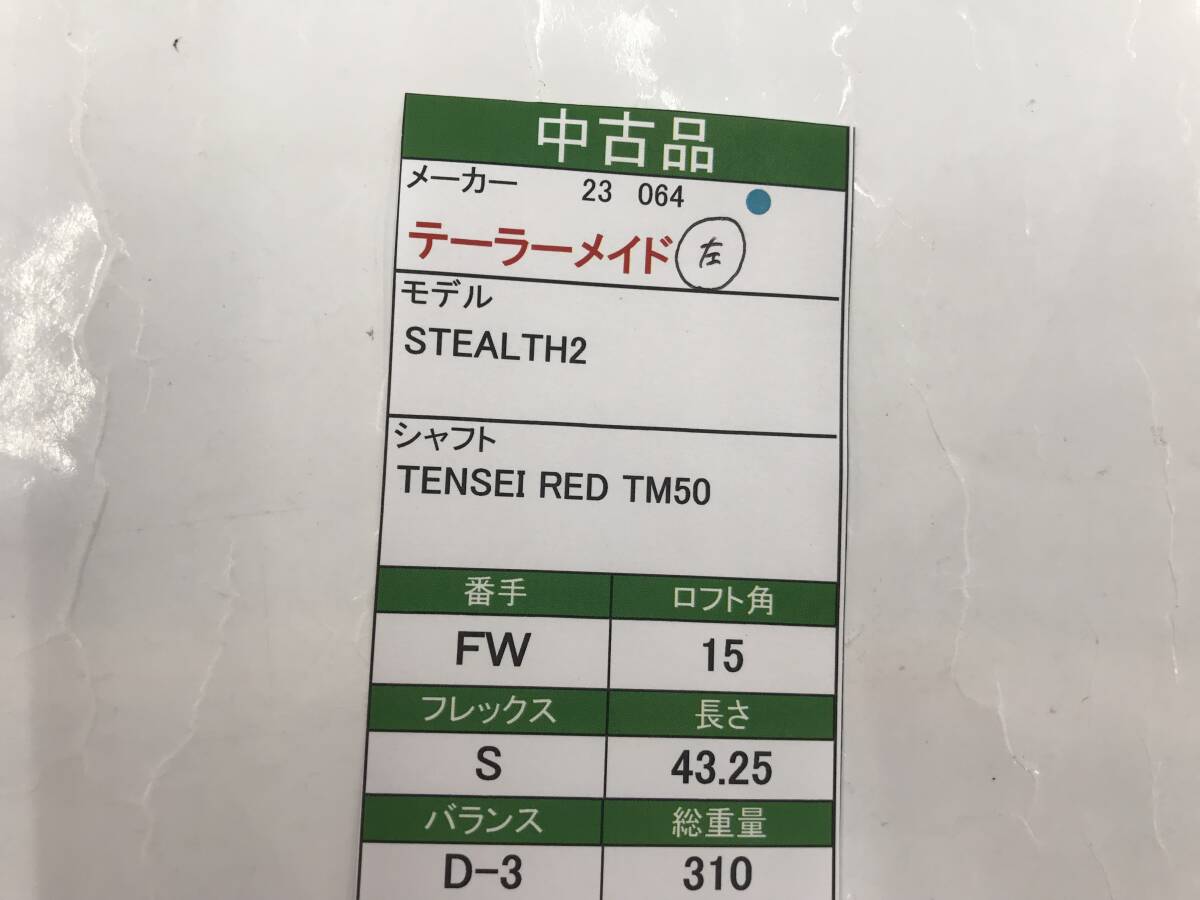 中古品
メーカー 23 064
テーラーメイド 左
モデル
STEALTH2
シャフト
TENSEI RED TM50
番手 ロフト角
FW 15
フレックス 長さ
S 43.25
バランス 総重量
D-3 310